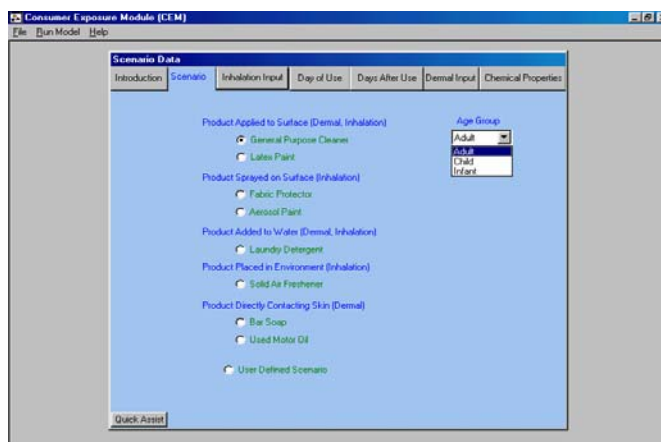 Consumer Exposure Module (CEM)
File Run Model Help
Scenario Data
Introduction Scenario Inhalation Input Day of Use Days After Use Dermal Input Chemical Properties
Product Applied to Surface (Dermal, Inhalation)
Age Group
General Purpose Cleaner
Adult
Latex Paint
Adult
Child
Infant
Product Sprayed on Surface (Inhalation)
Fabric Protector
Aerosol Paint
Product Added to Water (Dermal, Inhalation)
Laundry Detergent
Product Placed in Environment (Inhalation)
Solid Air Freshener
Product Directly Contacting Skin (Dermal)
Bar Soap
Used Motor Oil
User Defined Scenario
Quick Assist